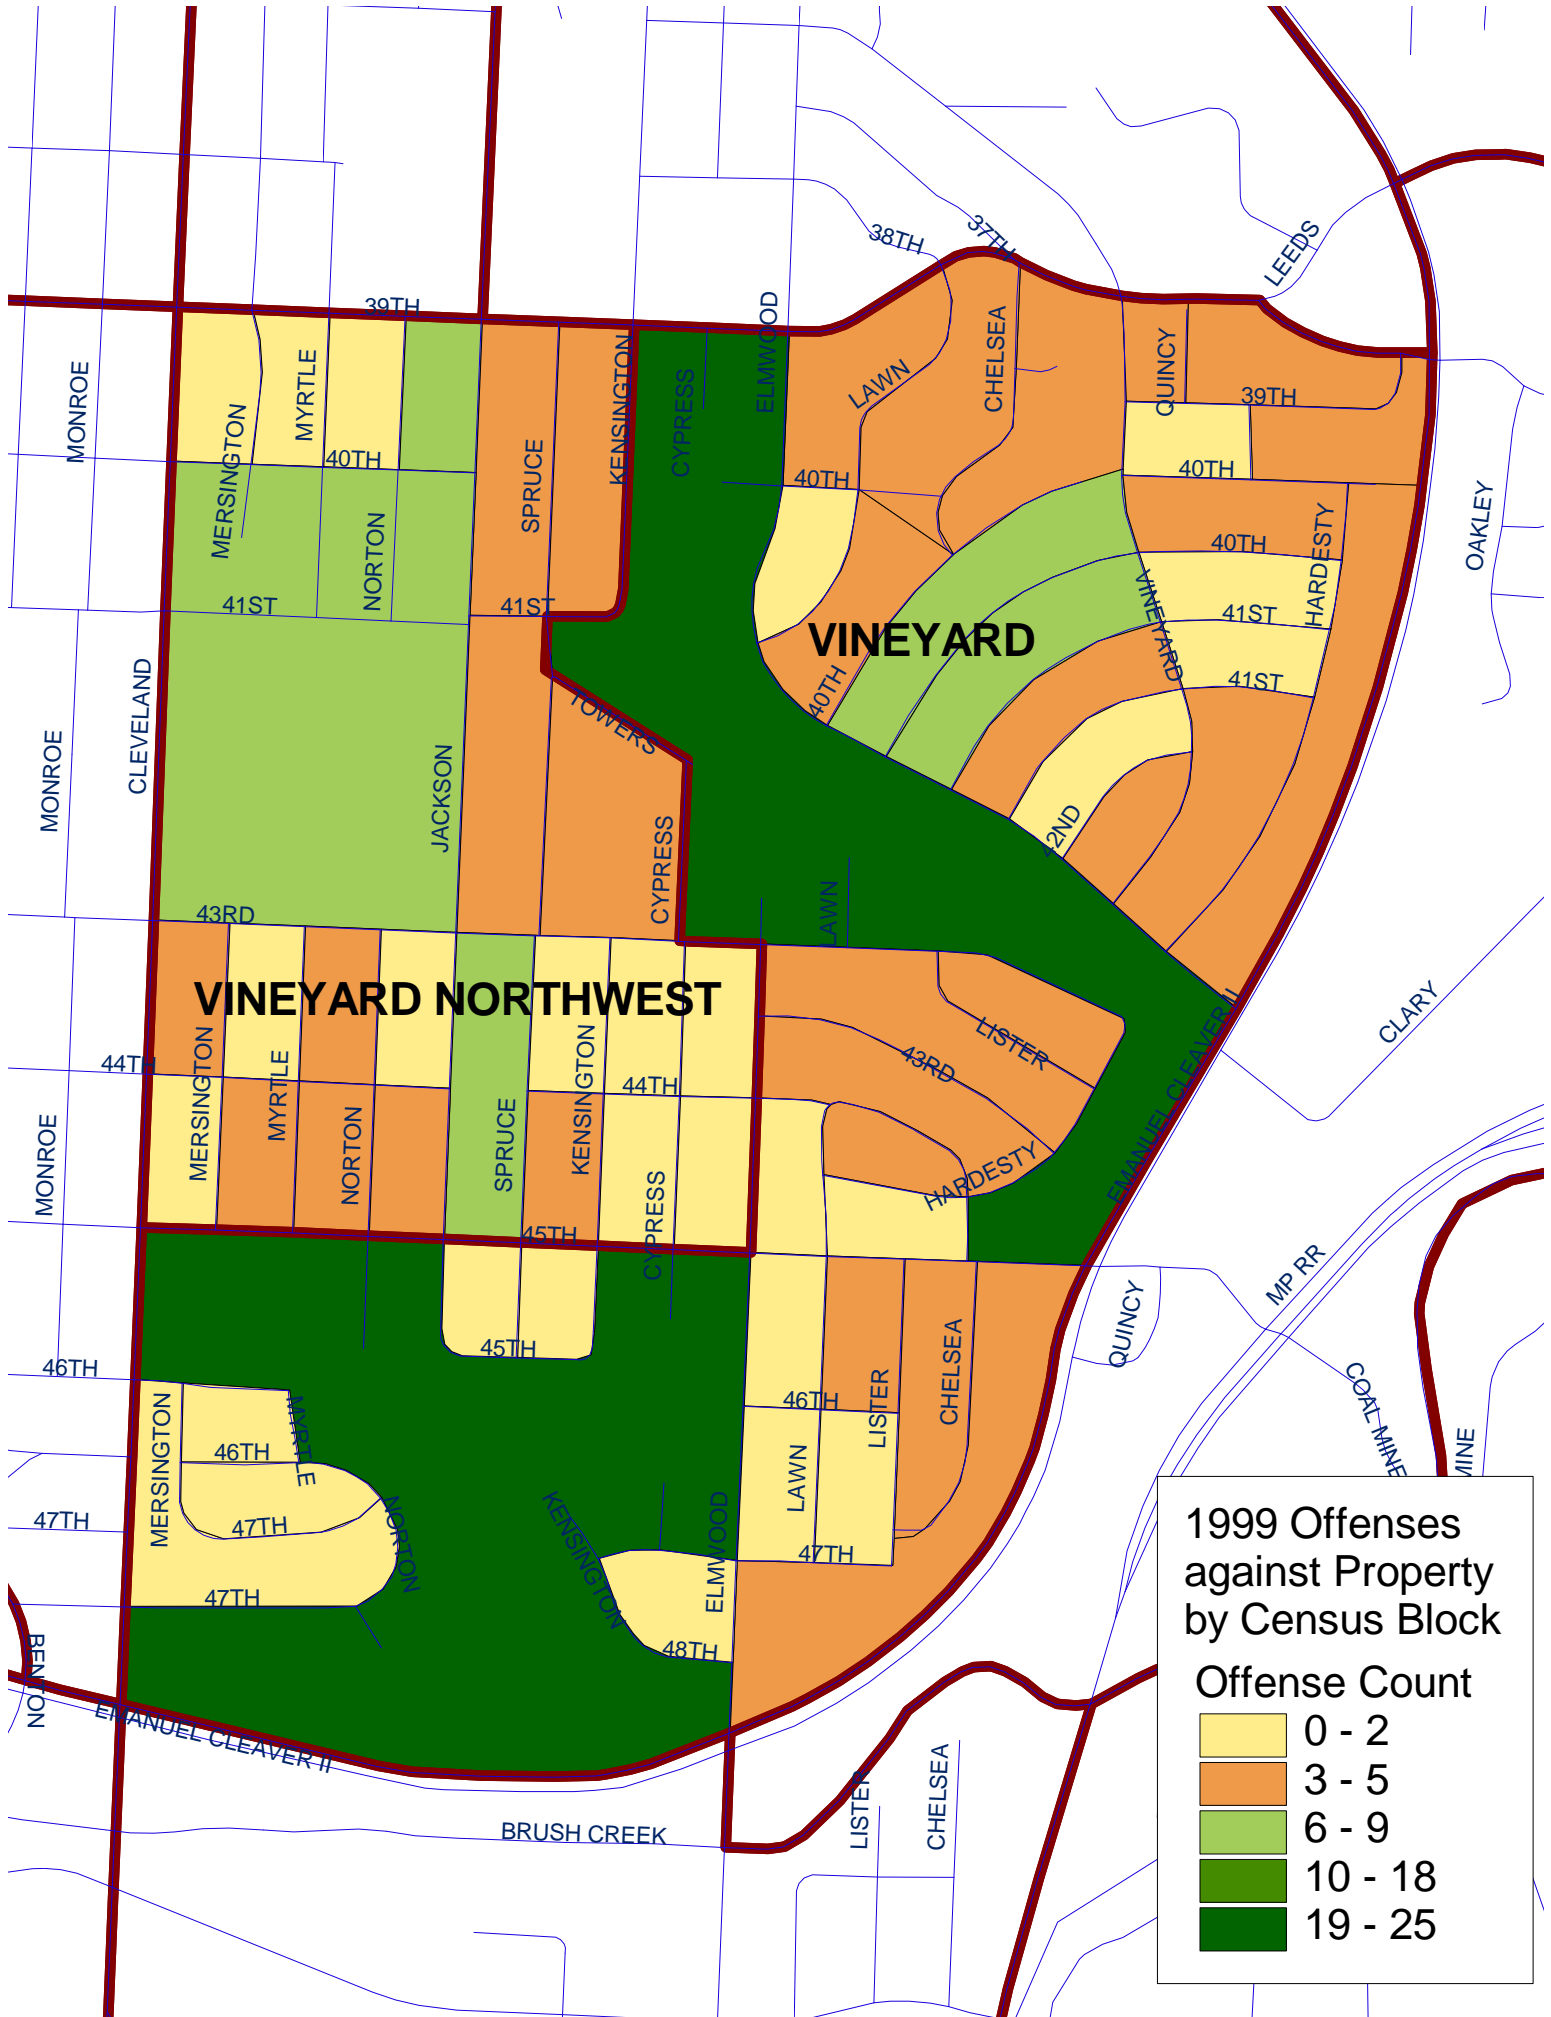 38TH
37TH
LEEDS
39TH
MONROE
MERSINGTON
MYRTLE
40TH
NORTON
SPRUCE
KENSINGTON
CYPRESS
ELMWOOD
LAWN
CHELSEA
QUINCY
39TH
40TH
40TH
40TH
HARDESTY
OAKLEY
41ST
41ST
VINEYARD
VINEYARD
41ST
41ST
40TH
TOWERS
CLEVELAND
MONROE
JACKSON
CYPRESS
42ND
LAWN
43RD
VINEYARD NORTHWEST
LISTER
43RD
CLARY
EMANUEL CLEAVER II
44TH
MERSINGTON
MYRTLE
NORTON
SPRUCE
KENSINGTON
44TH
CYPRESS
HARDESTY
MONROE
45TH
MP RR
QUINCY
45TH
46TH
COAL MINE
MINE
MERSINGTON
MYRTLE
46TH
47TH
NORTON
47TH
47TH
KENSINGTON
ELMWOOD
48TH
46TH
LAWN
LISTER
CHELSEA
47TH
BENTON
EMANUEL CLEAVER II
BRUSH CREEK
LISTER
CHELSEA
1999 Offenses
against Property
by Census Block
Offense Count
0 - 2
3 - 5
6 - 9
10 - 18
19 - 25